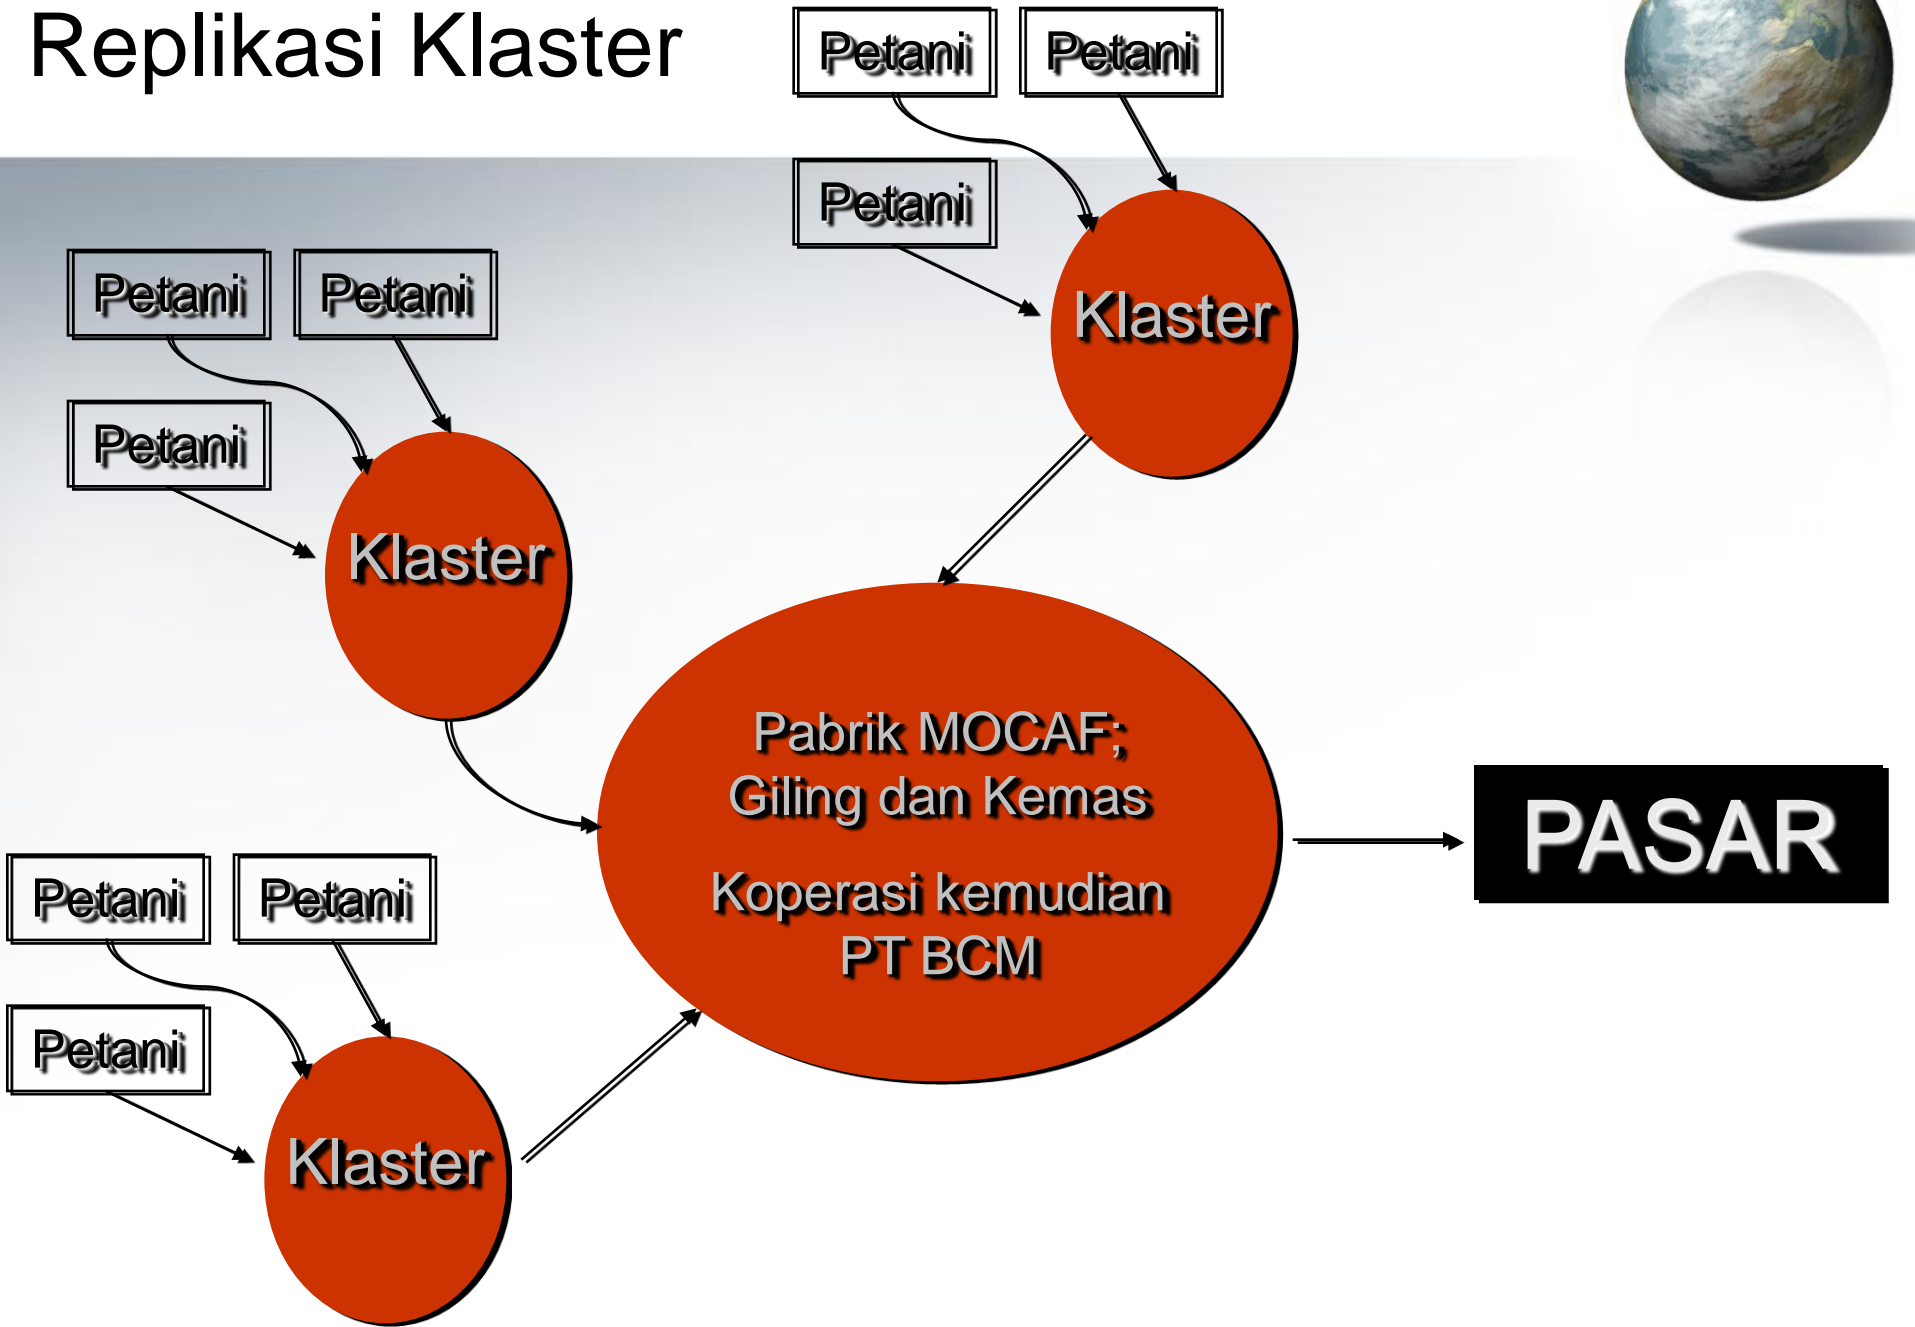 Replikasi Klaster
Petani
Petani
Petani
Klaster
Petani
Petani
Petani
Klaster
Pabrik MOCAF;
Giling dan Kemas
Koperasi kemudian
PT BCM
PASAR
Petani
Petani
Petani
Klaster